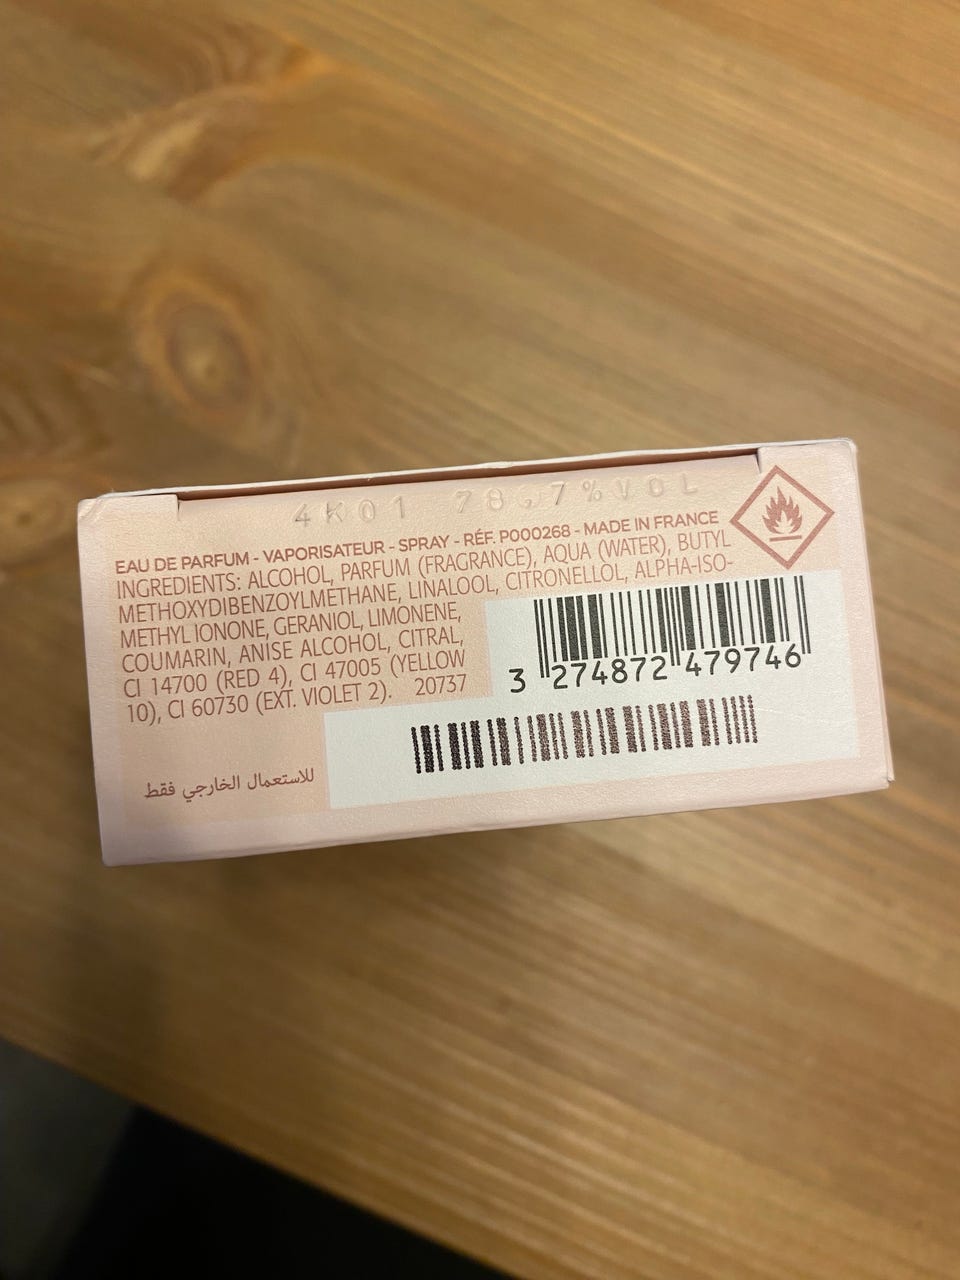 4K01 78,7%VOL
EAU DE PARFUM - VAPORISATEUR - SPRAY - RÉF. P000268 - MADE IN FRANCE
INGREDIENTS: ALCOHOL, PARFUM (FRAGRANCE), AQUA (WATER), BUTYL
METHOXYDIBENZOYLMETHANE, LINALOOL, CITRONELLOL, ALPHA-ISO-
METHYL IONONE, GERANIOL, LIMONENE,
COUMARIN, ANISE ALCOHOL, CITRAL,
CI 14700 (RED 4), CI 47005 (YELLOW
10), CI 60730 (EXT. VIOLET 2). 20737
3 274872 479746
للاستعمال الخارجي فقط